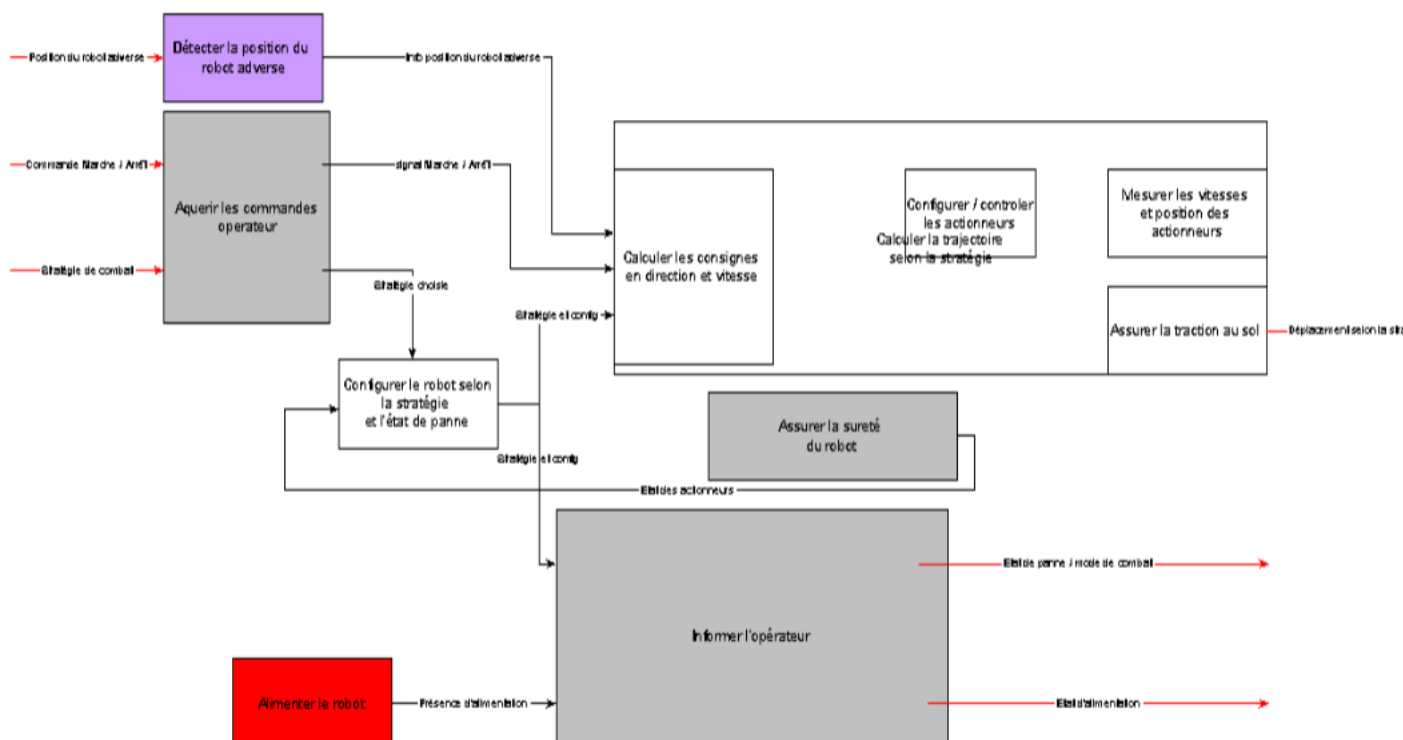 Position du robot adverse
Détecter la position du
robot adverse
Info position du robot adverse
Commande Marche / Arrêt
signal Marche / Arrêt
Aquerir les commandes
operateur
Stratégie de combat
Stratégie choisie
Stratégie et config
Calculer les consignes
en direction et vitesse
Configurer / controler
les actionneurs
Calculer la trajectoire
selon la stratégie
Mesurer les vitesses
et position des
actionneurs
Assurer la traction au sol
Déplacement selon la stra
Configurer le robot selon
la stratégie
et l'état de panne
Stratégie et config
Assurer la sureté
du robot
Etat des actionneurs
Etat de panne / mode de combat
Informer l'opérateur
Alimenter le robot
Présence d'alimentation
Etat d'alimentation